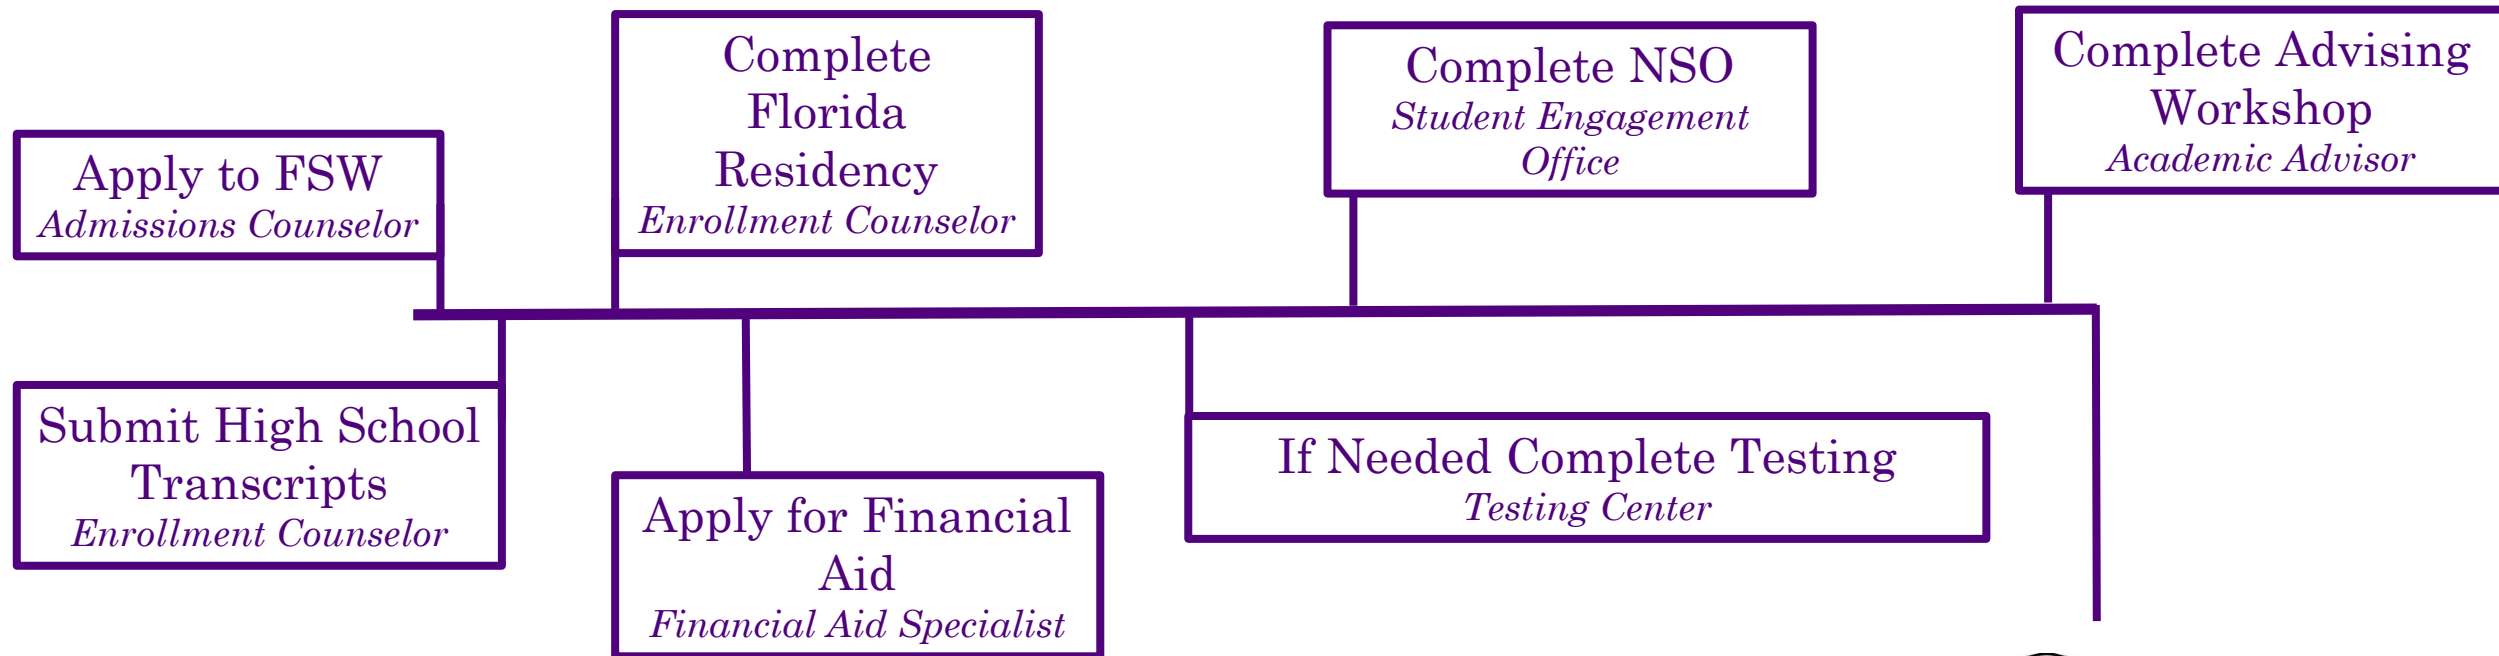 Apply to FSW
Admissions Counselor
Submit High School
Transcripts
Enrollment Counselor
Complete
Florida
Residency
Enrollment Counselor
Apply for Financial
Aid
Financial Aid Specialist
If Needed Complete Testing
Testing Center
Complete NSO
Student Engagement
Office
Complete Advising
Workshop
Academic Advisor